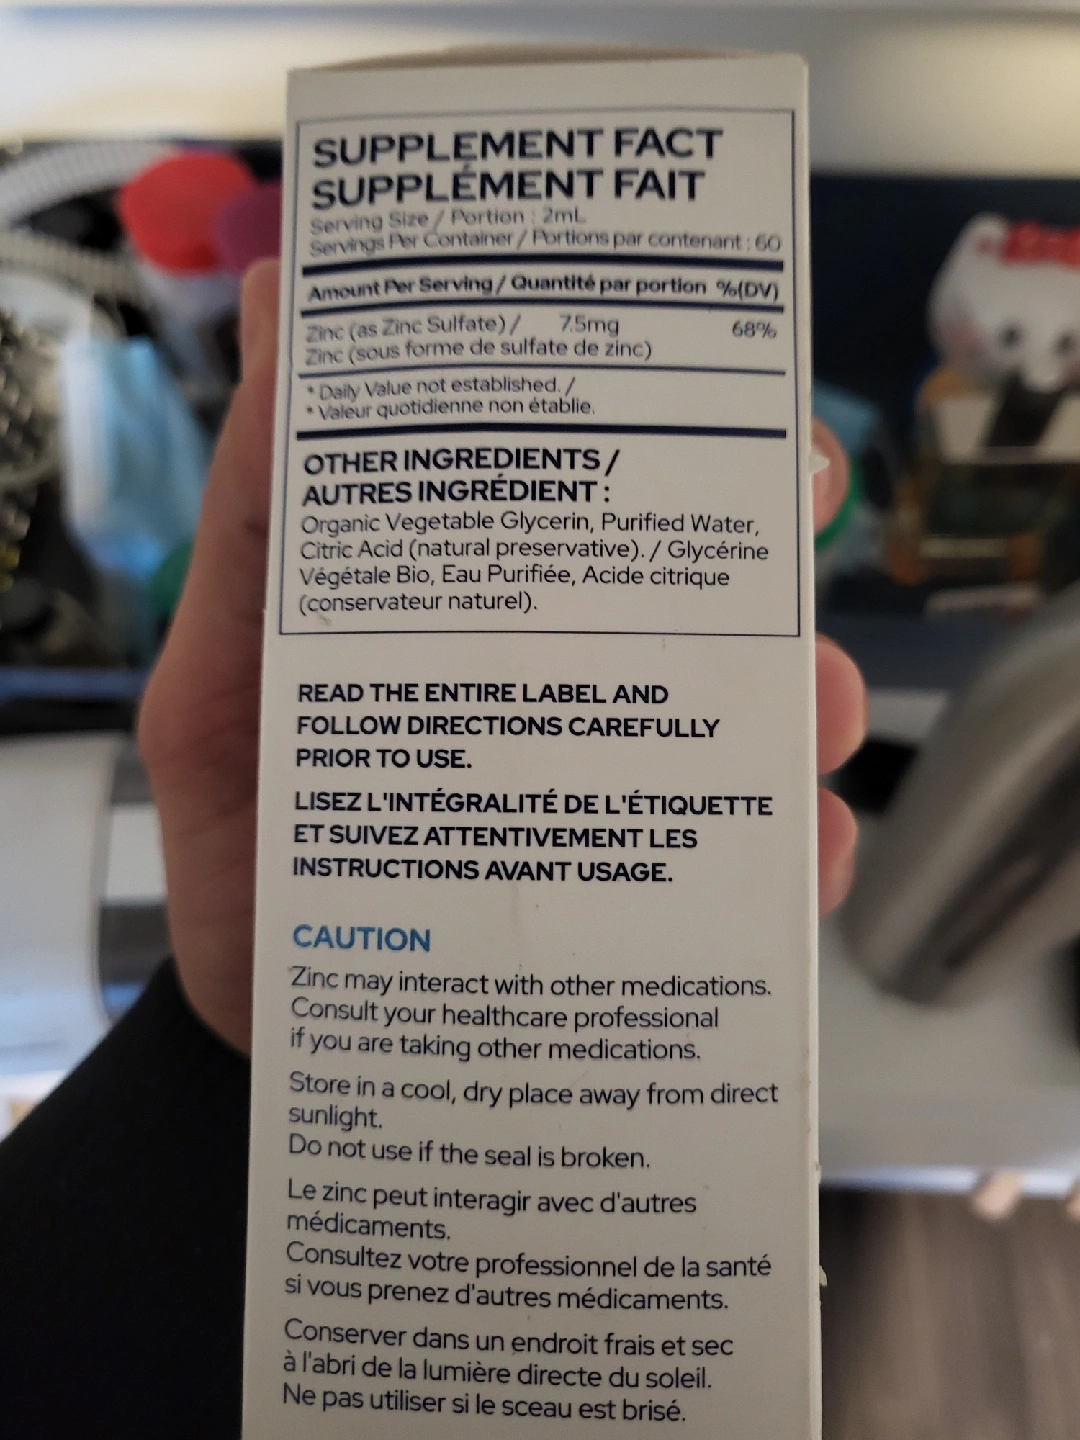 SUPPLEMENT FACT
SUPPLÉMENT FAIT
Serving Size / Portion : 2mL
Servings Per Container / Portions par contenant : 60
Amount Per Serving / Quantité par portion %(DV)
Zinc (as Zinc Sulfate) / 7.5mg 68%
Zinc (sous forme de sulfate de zinc)
* Daily Value not established. /
* Valeur quotidienne non établie.
OTHER INGREDIENTS /
AUTRES INGRÉDIENT :
Organic Vegetable Glycerin, Purified Water,
Citric Acid (natural preservative). / Glycérine
Végétale Bio, Eau Purifiée, Acide citrique
(conservateur naturel).
READ THE ENTIRE LABEL AND
FOLLOW DIRECTIONS CAREFULLY
PRIOR TO USE.
LISEZ L'INTÉGRALITÉ DE L'ÉTIQUETTE
ET SUIVEZ ATTENTIVEMENT LES
INSTRUCTIONS AVANT USAGE.
CAUTION
Zinc may interact with other medications.
Consult your healthcare professional
if you are taking other medications.
Store in a cool, dry place away from direct
sunlight.
Do not use if the seal is broken.
Le zinc peut interagir avec d'autres
médicaments.
Consultez votre professionnel de la santé
si vous prenez d'autres médicaments.
Conserver dans un endroit frais et sec
à l'abri de la lumière directe du soleil.
Ne pas utiliser si le sceau est brisé.